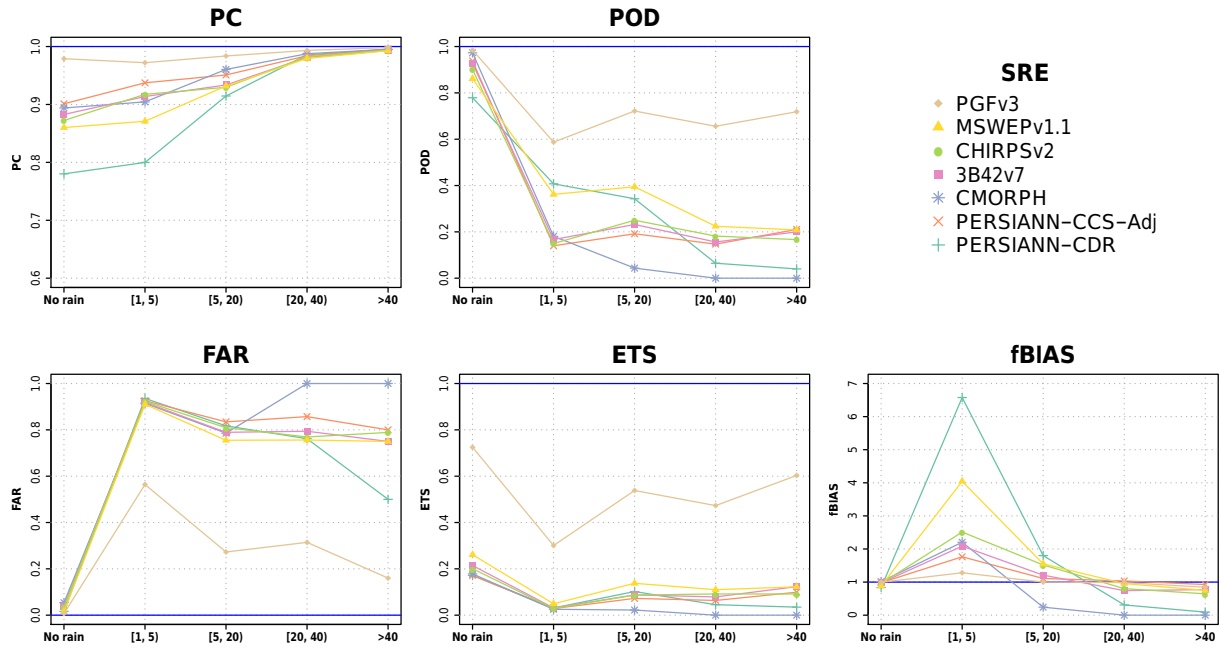 PC
POD
1.0
0.9
0.8
0.7
0.6
PC
No rain [1, 5) [5, 20) [20, 40) >40
1.0
0.8
0.6
0.4
0.2
0.0
POD
No rain [1, 5) [5, 20) [20, 40) >40
SRE
PGFv3
MSWEPv1.1
CHIRPSv2
3B42v7
CMORPH
PERSIANN−CCS−Adj
PERSIANN−CDR
FAR
ETS
fBIAS
1.0
0.8
0.6
0.4
0.2
0.0
FAR
No rain [1, 5) [5, 20) [20, 40) >40
1.0
0.8
0.6
0.4
0.2
0.0
ETS
No rain [1, 5) [5, 20) [20, 40) >40
7
6
5
4
3
2
1
0
fBIAS
No rain [1, 5) [5, 20) [20, 40) >40